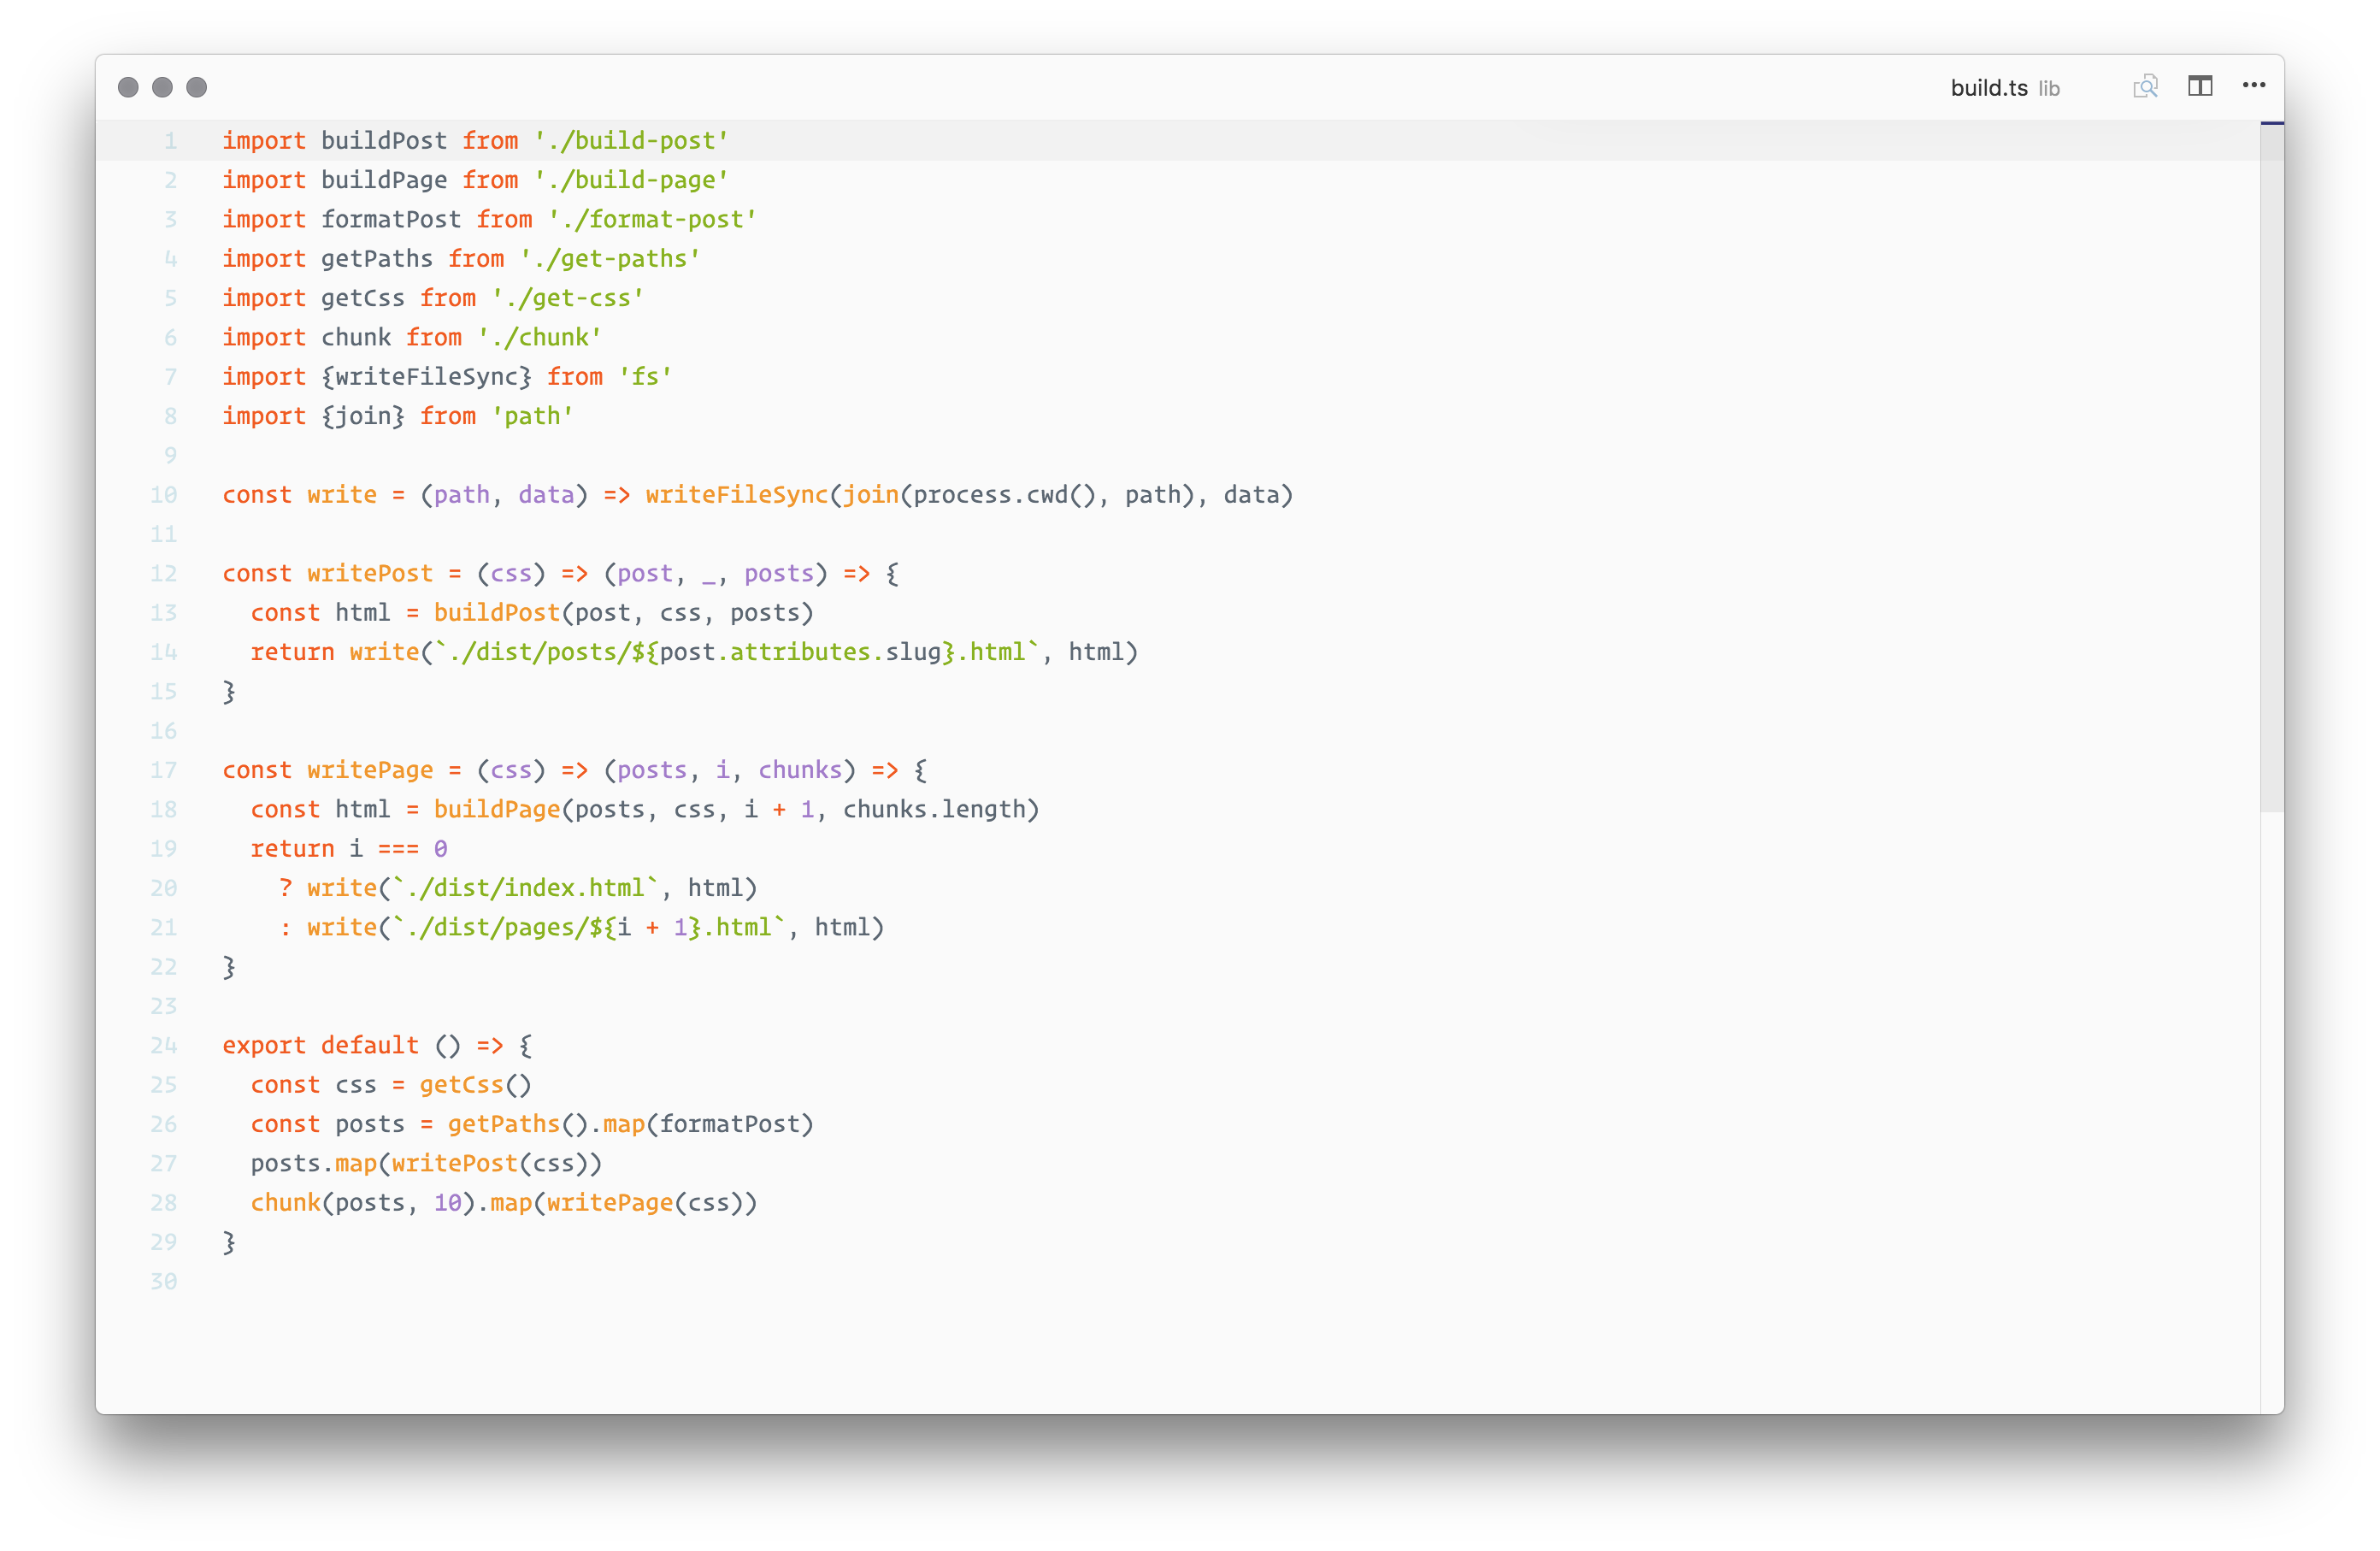 build.ts lib
1 import buildPost from './build-post'
2 import buildPage from './build-page'
3 import formatPost from './format-post'
4 import getPaths from './get-paths'
5 import getCss from './get-css'
6 import chunk from './chunk'
7 import {writeFileSync} from 'fs'
8 import {join} from 'path'
9
10 const write = (path, data) => writeFileSync(join(process.cwd(), path), data)
11
12 const writePost = (css) => (post, _, posts) => {
13   const html = buildPost(post, css, posts)
14   return write(`./dist/posts/${post.attributes.slug}.html`, html)
15 }
16
17 const writePage = (css) => (posts, i, chunks) => {
18   const html = buildPage(posts, css, i + 1, chunks.length)
19   return i === 0
20     ? write(`./dist/index.html`, html)
21     : write(`./dist/pages/${i + 1}.html`, html)
22 }
23
24 export default () => {
25   const css = getCss()
26   const posts = getPaths().map(formatPost)
27   posts.map(writePost(css))
28   chunk(posts, 10).map(writePage(css))
29 }
30